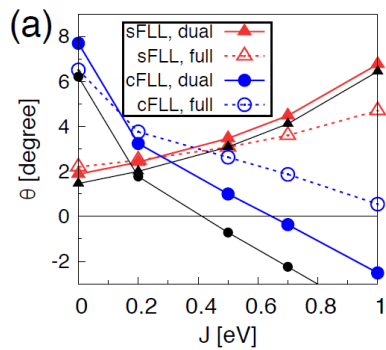 (a)
sFLL, dual
sFLL, full
cFLL, dual
cFLL, full
θ [degree]
8
6
4
2
0
-2
0
0.2
0.4
0.6
0.8
1
J [eV]